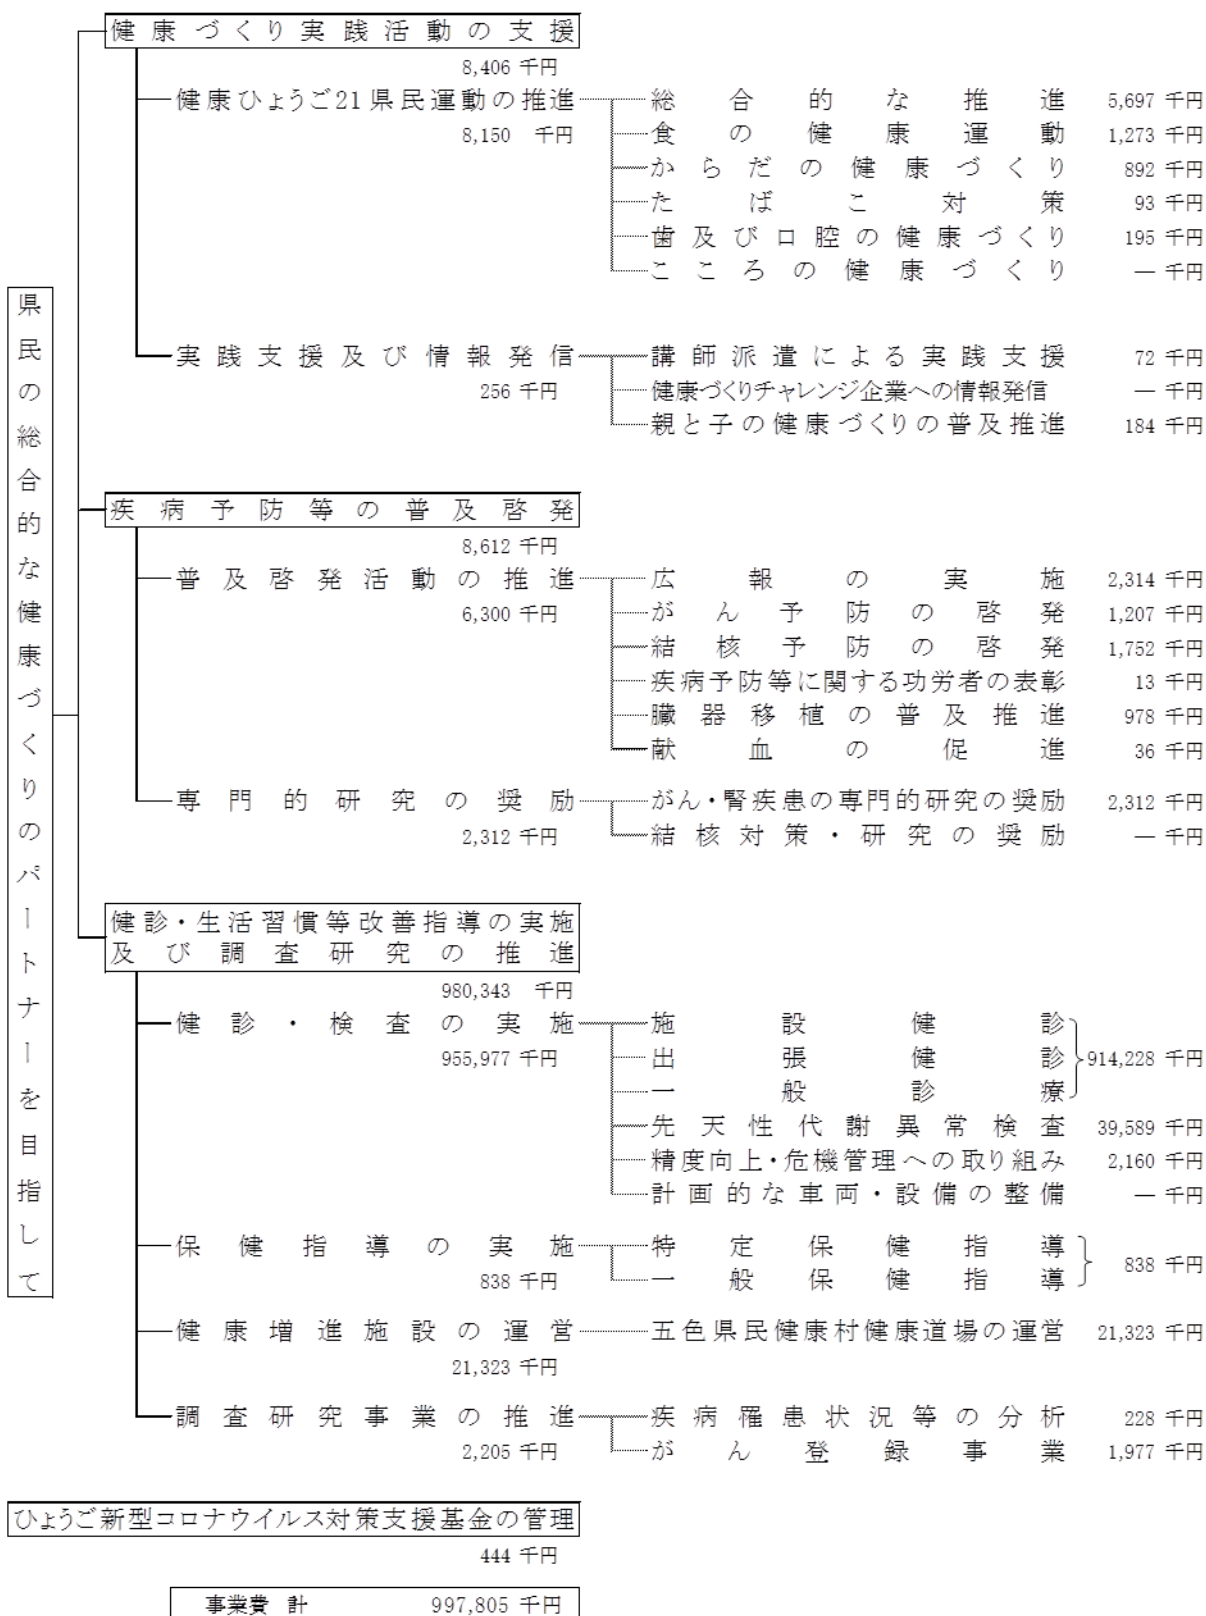 健康づくり実践活動の支援
8,406 千円
健康ひょうご21県民運動の推進 総合的な推進 5,697 千円
8,150 千円 食の健康運動 1,273 千円
からだの健康づくり 892 千円
たばこ対策 93 千円
歯及び口腔の健康づくり 195 千円
こころの健康づくり ― 千円
県民の総合的な健康づくりのパートナーを目指して
実践支援及び情報発信 講師派遣による実践支援 72 千円
256 千円 健康づくりチャレンジ企業への情報発信 ― 千円
親と子の健康づくりの普及推進 184 千円
疾病予防等の普及啓発
8,612 千円
普及啓発活動の推進 広報の実施 2,314 千円
6,300 千円 がん予防の啓発 1,207 千円
結核予防の啓発 1,752 千円
疾病予防等に関する功労者の表彰 13 千円
臓器移植の普及推進 978 千円
献血の促進 36 千円
専門的研究の奨励 がん・腎疾患の専門的研究の奨励 2,312 千円
2,312 千円 結核対策・研究の奨励 ― 千円
健診・生活習慣等改善指導の実施
及び調査研究の推進
980,343 千円
健診・検査の実施 施設健診
955,977 千円 出張健診 914,228 千円
一般診療
先天性代謝異常検査 39,589 千円
精度向上・危機管理への取り組み 2,160 千円
計画的な車両・設備の整備 ― 千円
保健指導の実施 特定保健指導 838 千円
838 千円 一般保健指導
健康増進施設の運営 五色県民健康村健康道場の運営 21,323 千円
21,323 千円
調査研究事業の推進 疾病罹患状況等の分析 228 千円
2,205 千円 がん登録事業 1,977 千円
ひょうご新型コロナウイルス対策支援基金の管理
444 千円
事業費 計 997,805 千円